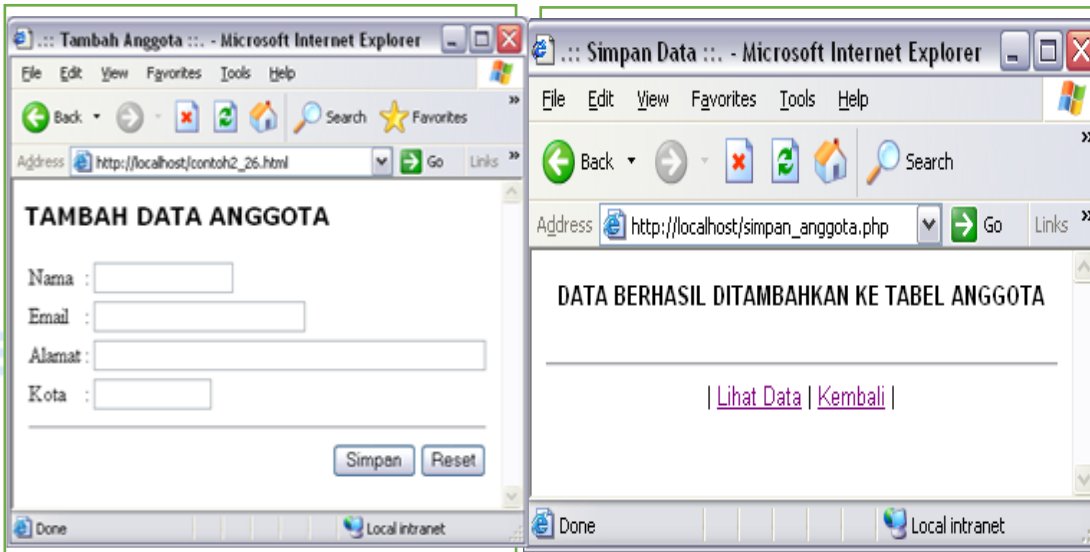 .::: Tambah Anggota :::. - Microsoft Internet Explorer
File Edit View Favorites Tools Help
Back Search Favorites »
Address http://localhost/contoh2_26.html Go Links »
TAMBAH DATA ANGGOTA
Nama :
Email :
Alamat :
Kota :
Simpan Reset
Done Local intranet
.::: Simpan Data :::. - Microsoft Internet Explorer
File Edit View Favorites Tools Help
Back Search »
Address http://localhost/simpan_anggota.php Go Links »
DATA BERHASIL DITAMBAHKAN KE TABEL ANGGOTA
| Lihat Data | Kembali |
Done Local intranet